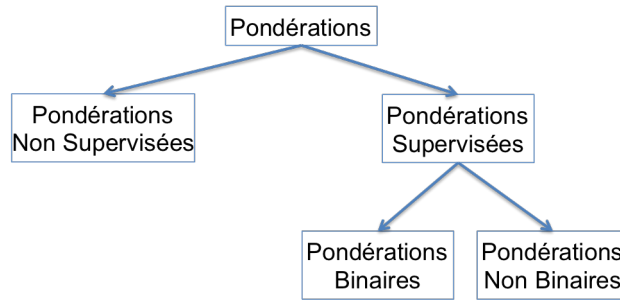 Pondérations
Pondérations
Non Supervisées
Pondérations
Supervisées
Pondérations
Binaires
Pondérations
Non Binaires